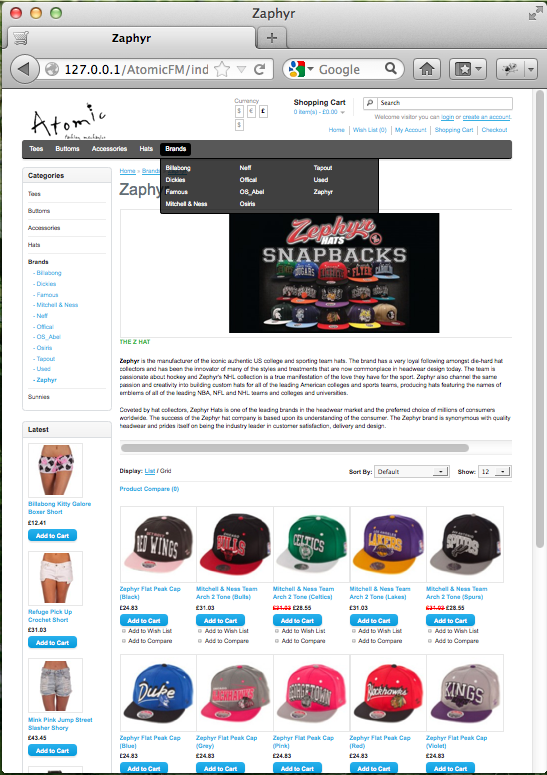 Zaphyr
Zaphyr
127.0.0.1/AtomicFM/ind
Google
Atomic
Currency
$ € £
$
Shopping Cart
0 item(s) - £0.00
Search
Welcome visitor you can login or create an account.
Home Wish List (0) My Account Shopping Cart Checkout
Tees Buttoms Accessories Hats Brands
Billabong Neff Tapout
Dickies Offical Used
Famous OS_Abel Zaphyr
Mitchell & Ness Osiris
Categories
Tees
Buttoms
Accessories
Hats
Brands
- Billabong
- Dickies
- Famous
- Mitchell & Ness
- Neff
- Offical
- OS_Abel
- Osiris
- Tapout
- Used
- Zaphyr
Sunnies
Home » Brands
Zaphy
Zephyr
HATS
SNAPBACKS
THE Z HAT
Zaphyr is the manufacturer of the iconic authentic US college and sporting team hats. The brand has a very loyal following amongst die-hard hat
collectors and has been the innovator of many of the styles and treatments that are now commonplace in headwear design today. The team is
passionate about hockey and Zephyr's NHL collection is a true manifestation of the love they have for the sport. Zephyr also channel the same
passion and creativity into building custom hats for all of the leading American colleges and sports teams, producing hats featuring the names of
emblems of all of the leading NBA, NFL and NHL teams and colleges and universities.
Coveted by hat collectors, Zephyr Hats is one of the leading brands in the headwear market and the preferred choice of millions of consumers
worldwide. The success of the Zephyr hat company is based upon its understanding of the consumer. The Zephyr brand is synonymous with quality
headwear and prides itself on being the industry leader in customer satisfaction, delivery and design.
Display: List / Grid
Sort By: Default Show: 12
Product Compare (0)
Latest
Billabong Kitty Galore
Boxer Short
£12.41
Add to Cart
Refuge Pick Up
Crochet Short
£31.03
Add to Cart
Mink Pink Jump Street
Slasher Shory
£43.45
Add to Cart
RED WINGS BULLS CELTICS LAKERS SPURS
Zephyr Flat Peak Cap
(Black)
£24.83
Add to Cart
Add to Wish List
Add to Compare
Mitchell & Ness Team
Arch 2 Tone (Bulls)
£31.03
Add to Cart
Add to Wish List
Add to Compare
Mitchell & Ness Team
Arch 2 Tone (Celtics)
£31.03 £28.55
Add to Cart
Add to Wish List
Add to Compare
Mitchell & Ness Team
Arch 2 Tone (Lakes)
£31.03
Add to Cart
Add to Wish List
Add to Compare
Mitchell & Ness Team
Arch 2 Tone (Spurs)
£31.03 £28.55
Add to Cart
Add to Wish List
Add to Compare
Duke GEORGETOWN Blackhawks KINGS
Zephyr Flat Peak Cap
(Blue)
£24.83
Add to Cart
Zephyr Flat Peak Cap
(Grey)
£24.83
Add to Cart
Zephyr Flat Peak Cap
(Pink)
£24.83
Add to Cart
Zephyr Flat Peak Cap
(Red)
£24.83
Add to Cart
Zephyr Flat Peak Cap
(Violet)
£24.83
Add to Cart